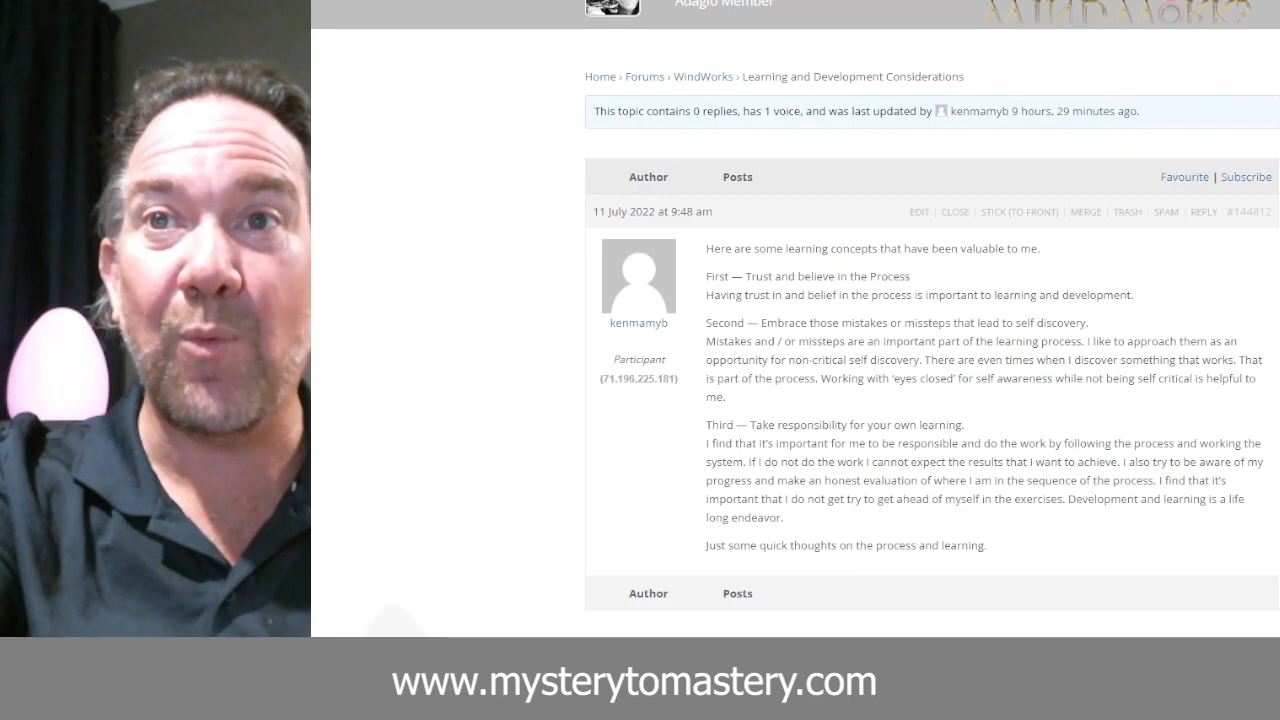 Adagio Member
MINDWORK?
Home › Forums › WindWorks › Learning and Development Considerations
This topic contains 0 replies, has 1 voice, and was last updated by kenmamyb 9 hours, 29 minutes ago.
Author Posts Favourite | Subscribe
11 July 2022 at 9:48 am EDIT | CLOSE | STICK (TO FRONT) | MERGE | TRASH | SPAM | REPLY #144812
kenmamyb
Participant
(71.196.225.181)
Here are some learning concepts that have been valuable to me.
First — Trust and believe in the Process
Having trust in and belief in the process is important to learning and development.
Second — Embrace those mistakes or missteps that lead to self discovery.
Mistakes and / or missteps are an important part of the learning process. I like to approach them as an
opportunity for non-critical self discovery. There are even times when I discover something that works. That
is part of the process. Working with ‘eyes closed’ for self awareness while not being self critical is helpful to
me.
Third — Take responsibility for your own learning.
I find that it’s important for me to be responsible and do the work by following the process and working the
system. If I do not do the work I cannot expect the results that I want to achieve. I also try to be aware of my
progress and make an honest evaluation of where I am in the sequence of the process. I find that it’s
important that I do not get try to get ahead of myself in the exercises. Development and learning is a life
long endeavor.
Just some quick thoughts on the process and learning.
Author Posts
www.mysterytomastery.com